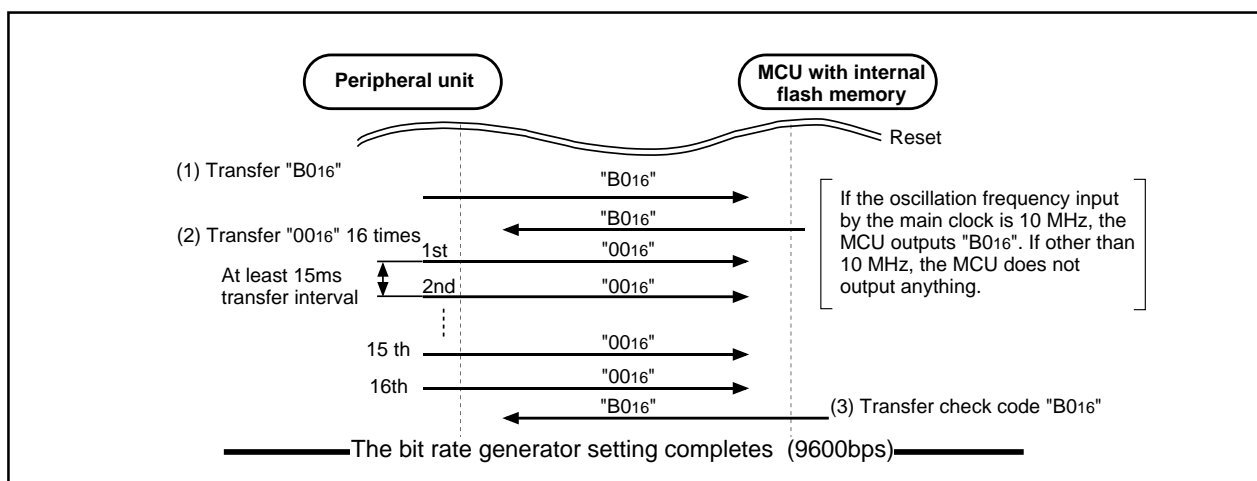 Peripheral unit
MCU with internal
flash memory
Reset
(1) Transfer "B016"
"B016"
"B016"
If the oscillation frequency input
by the main clock is 10 MHz, the
MCU outputs "B016". If other than
10 MHz, the MCU does not
output anything.
(2) Transfer "0016" 16 times
1st
"0016"
At least 15ms
transfer interval
2nd
"0016"
15 th
"0016"
16th
"0016"
"B016"
(3) Transfer check code "B016"
The bit rate generator setting completes (9600bps)